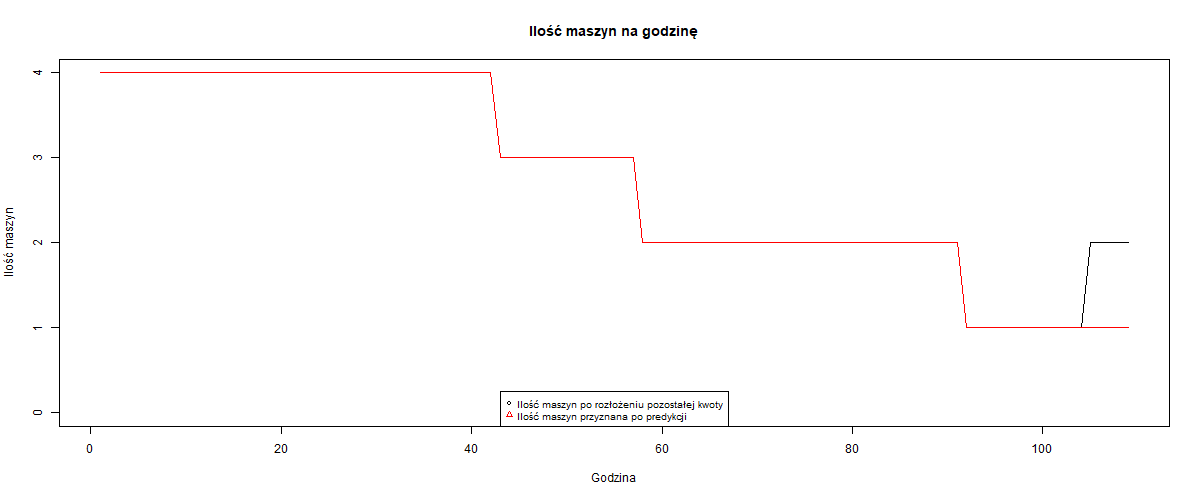 Ilość maszyn na godzinę
Ilość maszyn
4
3
2
1
0
Ilość maszyn po rozłożeniu pozostałej kwoty
Ilość maszyn przyznana po predykcji
0 20 40 60 80 100
Godzina